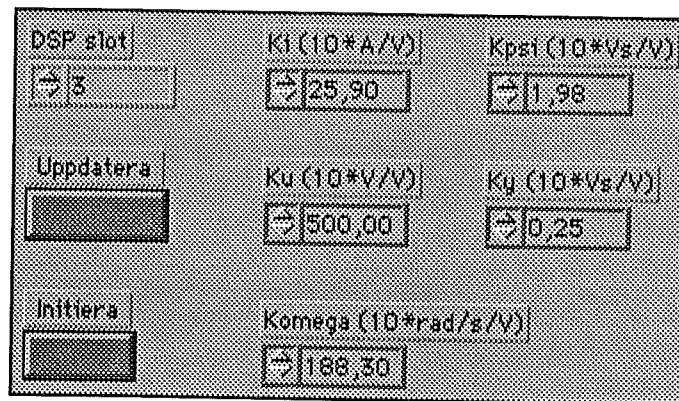 DSP slot
3
Ki (10*A/V)
25,90
Kpsi (10*Vs/V)
1,98
Uppdatera
Ku (10*V/V)
500,00
Ky (10*Vs/V)
0,25
Initiera
Komega (10*rad/s/V)
188,30